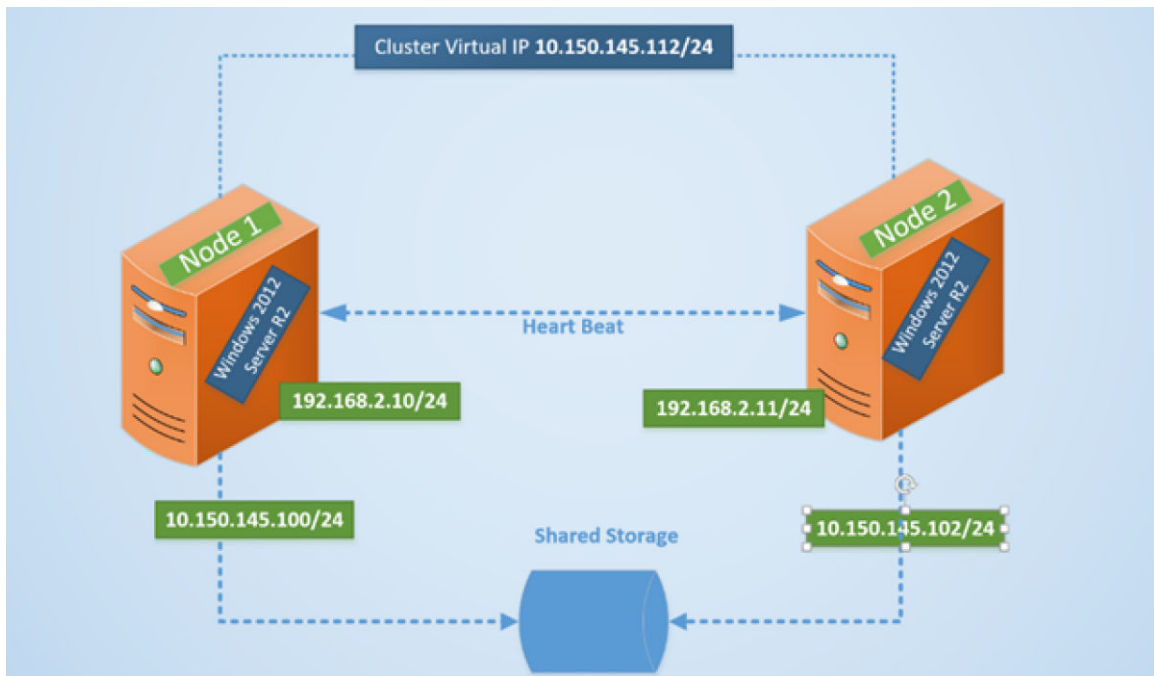 Cluster Virtual IP 10.150.145.112/24
Node 1
Windows 2012
Server R2
Node 2
Windows 2012
Server R2
Heart Beat
192.168.2.10/24
192.168.2.11/24
10.150.145.100/24
10.150.145.102/24
Shared Storage